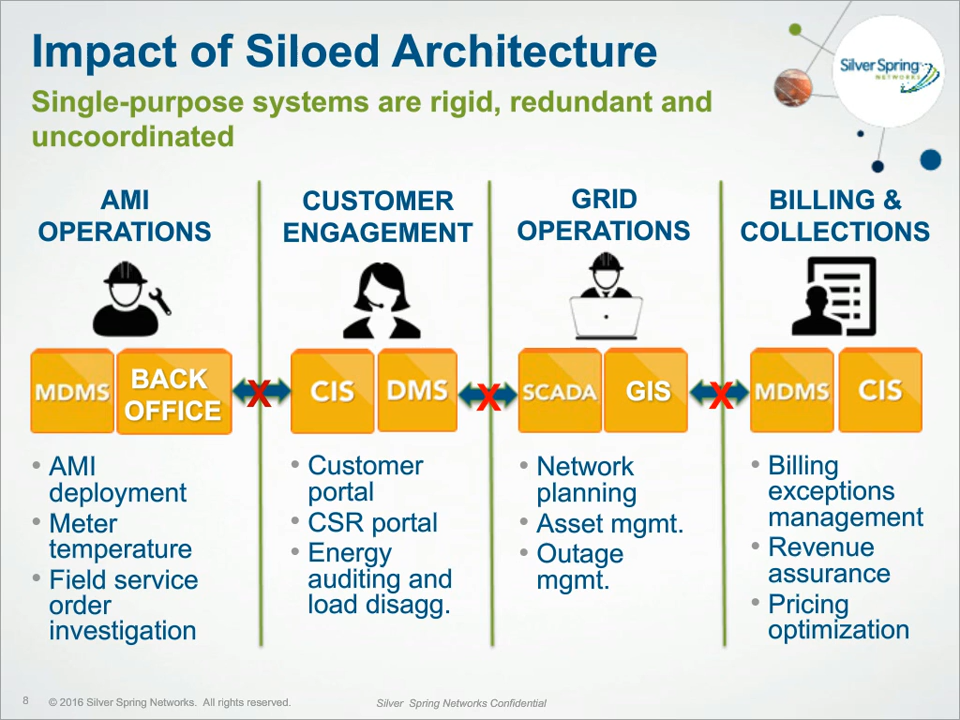 Impact of Siloed Architecture
Silver Spring
NETWORKS
Single-purpose systems are rigid, redundant and
uncoordinated
AMI
OPERATIONS
CUSTOMER
ENGAGEMENT
GRID
OPERATIONS
BILLING &
COLLECTIONS
MDMS
BACK
OFFICE
X
CIS
DMS
X
SCADA
GIS
X
MDMS
CIS
• AMI
deployment
• Meter
temperature
• Field service
order
investigation
• Customer
portal
• CSR portal
• Energy
auditing and
load disagg.
• Network
planning
• Asset mgmt.
• Outage
mgmt.
• Billing
exceptions
management
• Revenue
assurance
• Pricing
optimization
8
© 2016 Silver Spring Networks. All rights reserved.
Silver Spring Networks Confidential